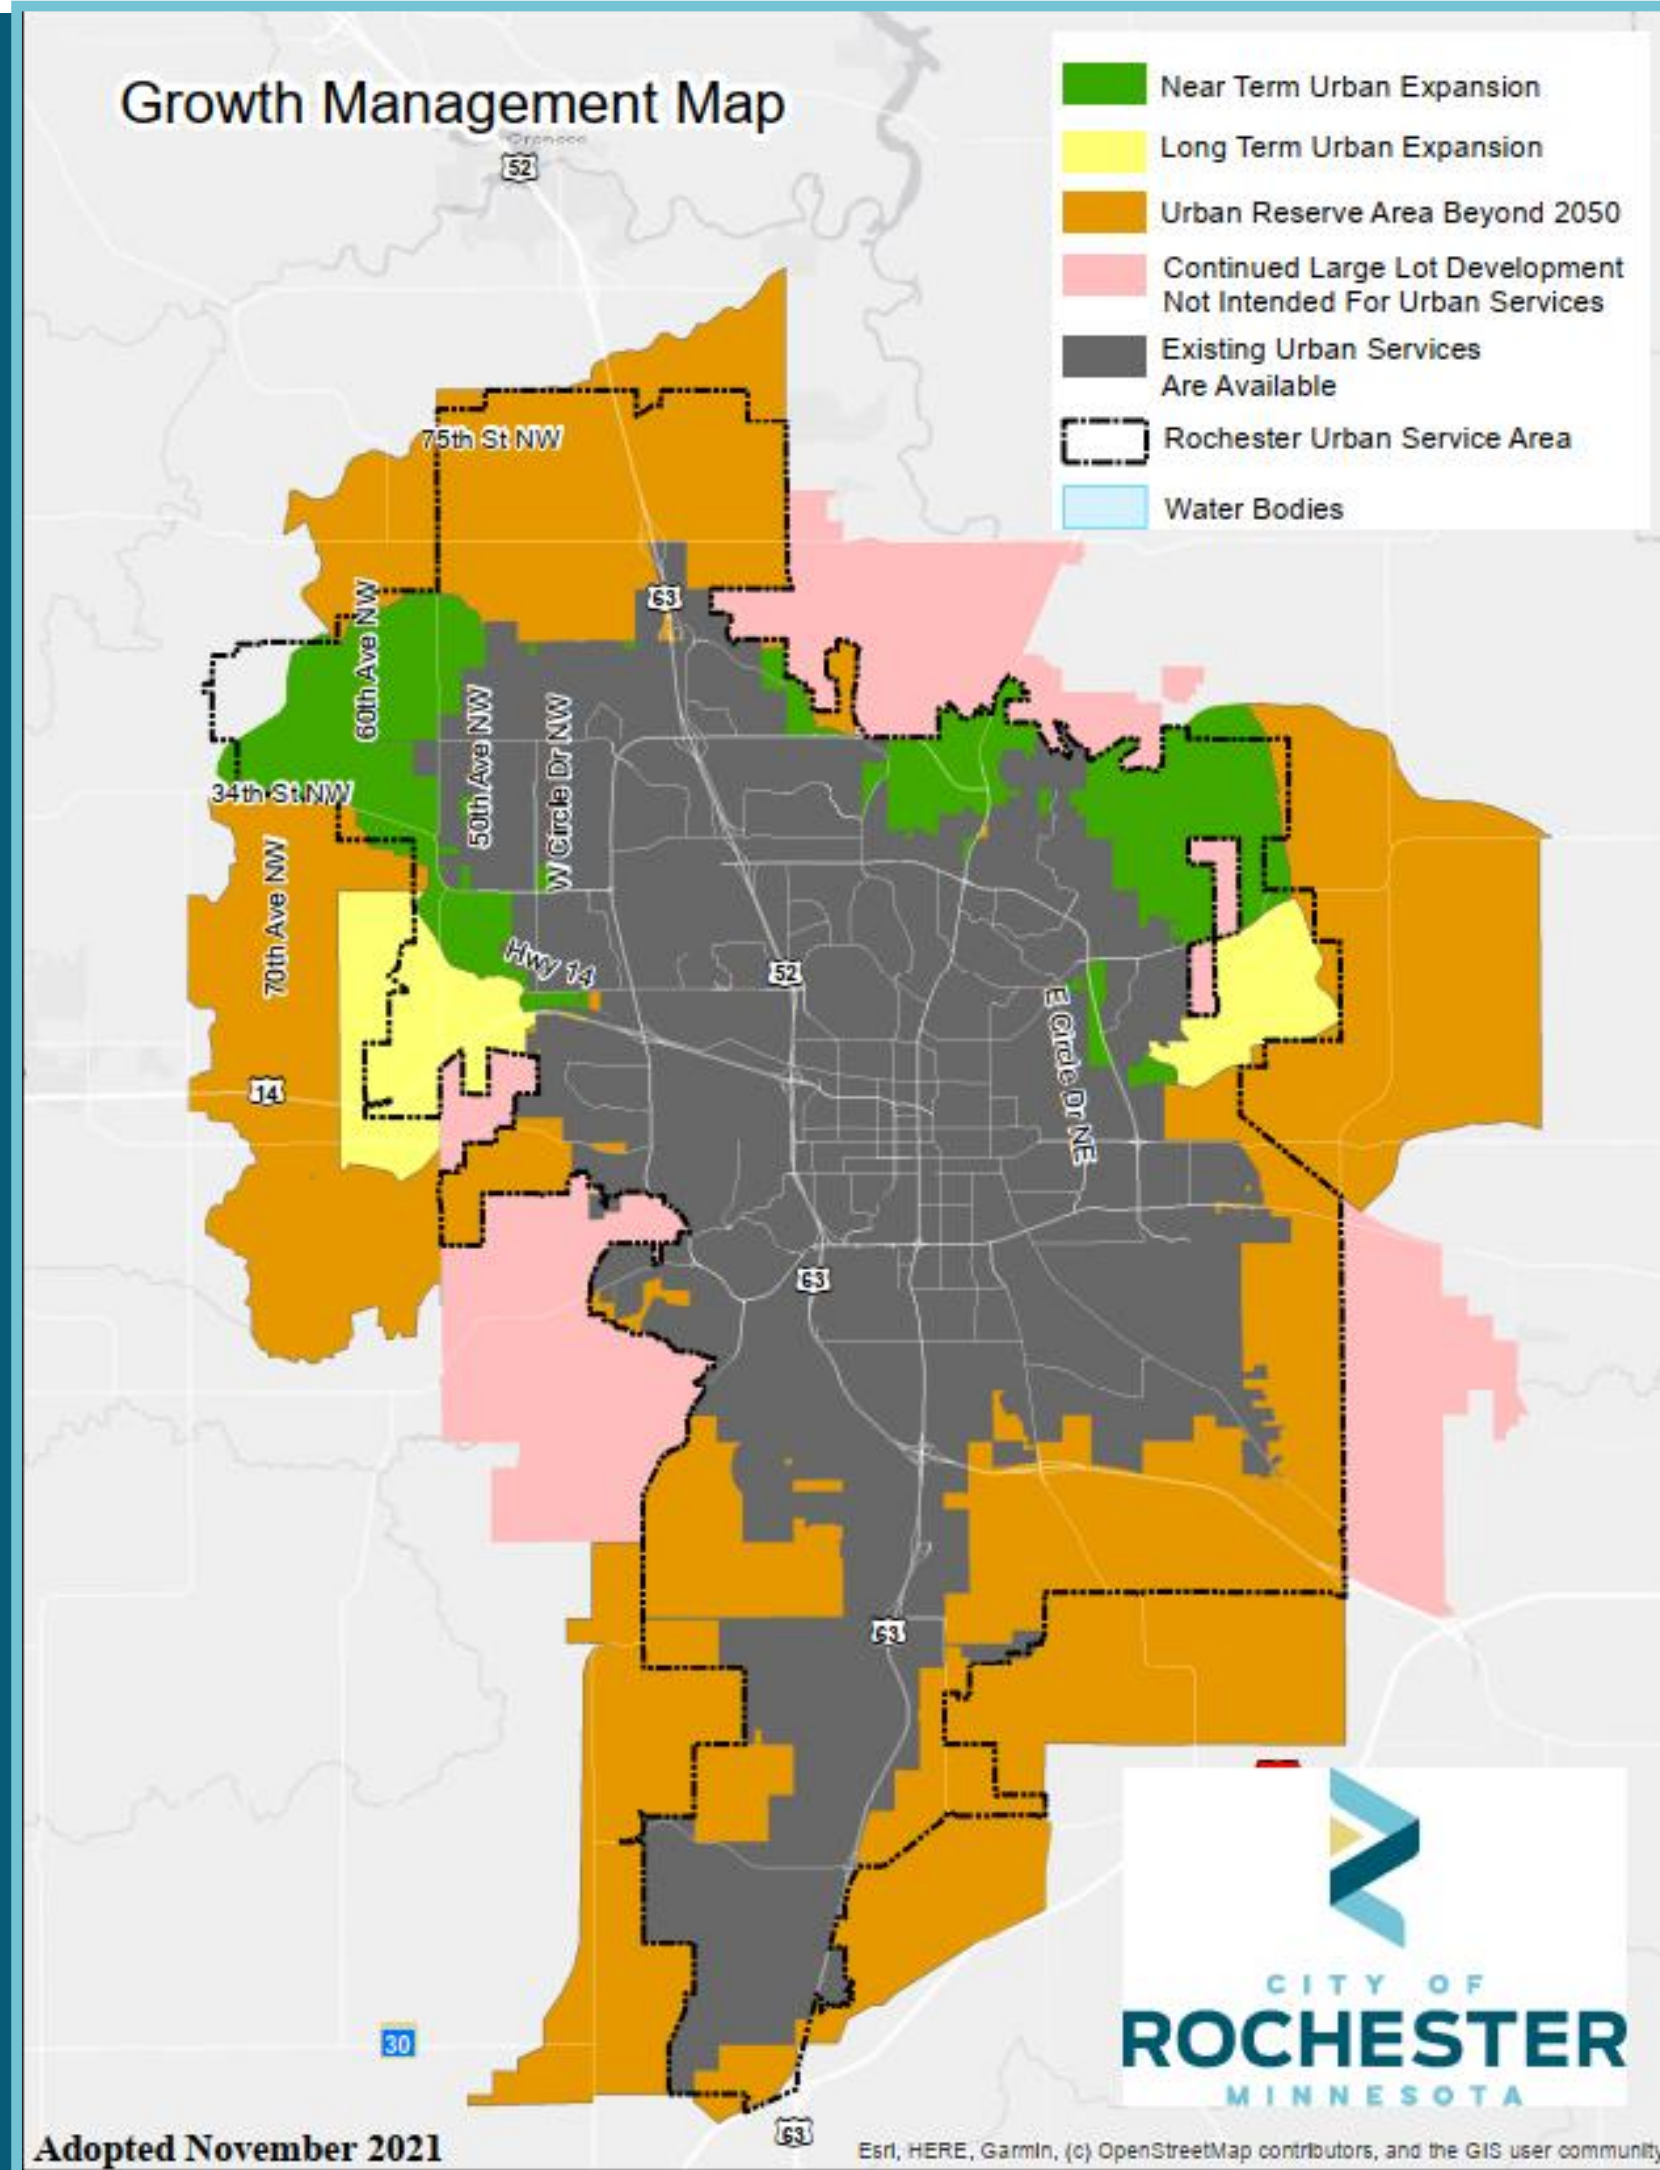 Growth Management Map
Oronoco
52
Near Term Urban Expansion
Long Term Urban Expansion
Urban Reserve Area Beyond 2050
Continued Large Lot Development
Not Intended For Urban Services
Existing Urban Services
Are Available
Rochester Urban Service Area
Water Bodies
75th St NW
63
60th Ave NW
50th Ave NW
W Circle Dr NW
34th St NW
70th Ave NW
Hwy 14
52
E Circle Dr NE
14
63
63
30
63
CITY OF
ROCHESTER
MINNESOTA
Adopted November 2021
Esri, HERE, Garmin, (c) OpenStreetMap contributors, and the GIS user community